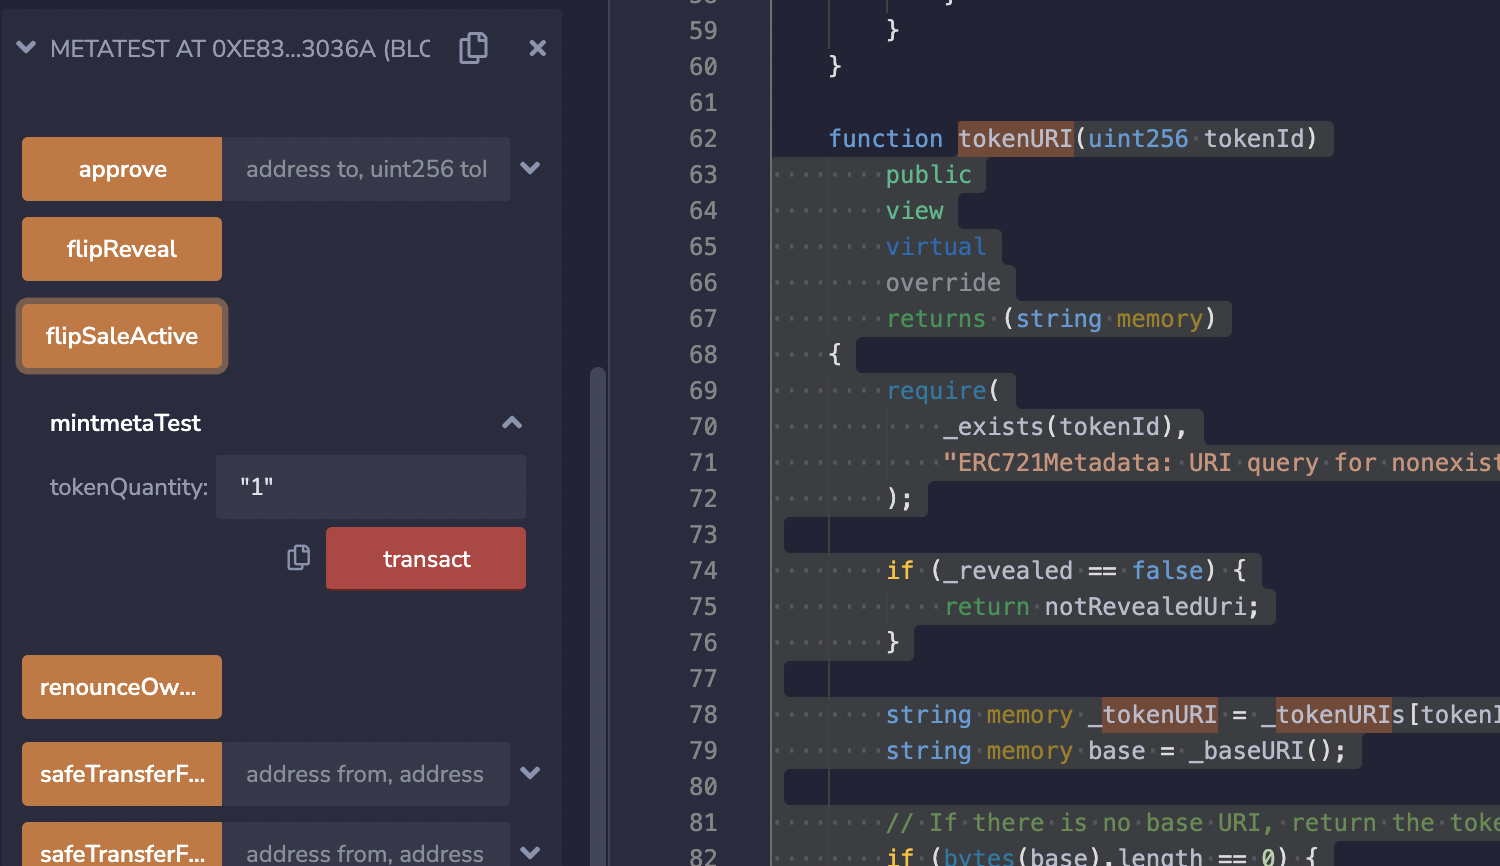 METATEST AT 0XE83...3036A (BLC
approve
address to, uint256 tol
flipReveal
flipSaleActive
mintmetaTest
tokenQuantity:
"1"
transact
renounceOw...
safeTransferF...
address from, address
safeTransferF...
address from, address
59 }
60 }
61
62 function tokenURI(uint256 tokenId)
63 public
64 view
65 virtual
66 override
67 returns (string memory)
68 {
69 require(
70 _exists(tokenId),
71 "ERC721Metadata: URI query for nonexist
72 );
73
74 if (_revealed == false) {
75 return notRevealedUri;
76 }
77
78 string memory _tokenURI = _tokenURIs[tokenI
79 string memory base = _baseURI();
80
81 // If there is no base URI, return the toke
82 if (bytes(base).length == 0) {